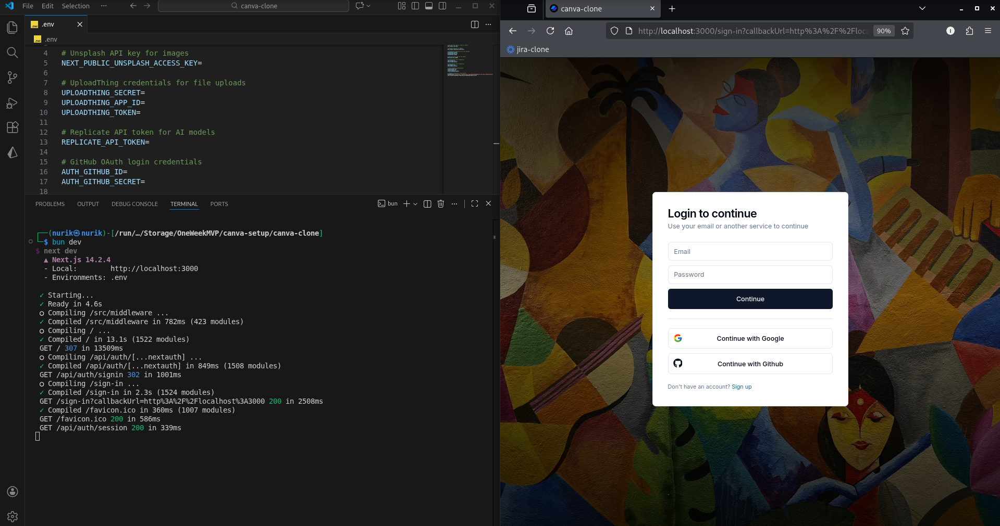 File Edit Selection ··· canva-clone
.env
.env
4 # Unsplash API key for images
5 NEXT_PUBLIC_UNSPLASH_ACCESS_KEY=
6
7 # UploadThing credentials for file uploads
8 UPLOADTHING_SECRET=
9 UPLOADTHING_APP_ID=
10 UPLOADTHING_TOKEN=
11
12 # Replicate API token for AI models
13 REPLICATE_API_TOKEN=
14
15 # GitHub OAuth login credentials
16 AUTH_GITHUB_ID=
17 AUTH_GITHUB_SECRET=
18
PROBLEMS OUTPUT DEBUG CONSOLE TERMINAL PORTS bun
(nurik㉿nurik)-[/run/…/Storage/OneWeekMVP/canva-setup/canva-clone]
$ bun dev
$ next dev
▲ Next.js 14.2.4
- Local: http://localhost:3000
- Environments: .env
✓ Starting...
✓ Ready in 4.6s
○ Compiling /src/middleware ...
✓ Compiled /src/middleware in 782ms (423 modules)
○ Compiling / ...
✓ Compiled / in 13.1s (1522 modules)
GET / 307 in 13509ms
○ Compiling /api/auth/[...nextauth] ...
✓ Compiled /api/auth/[...nextauth] in 849ms (1508 modules)
GET /api/auth/signin 302 in 1001ms
○ Compiling /sign-in ...
✓ Compiled /sign-in in 2.3s (1524 modules)
GET /sign-in?callbackUrl=http%3A%2F%2Flocalhost%3A3000 200 in 2508ms
✓ Compiled /favicon.ico in 360ms (1007 modules)
GET /favicon.ico 200 in 586ms
GET /api/auth/session 200 in 339ms
canva-clone
http://localhost:3000/sign-in?callbackUrl=http%3A%2F%2Floca 90%
jira-clone
Login to continue
Use your email or another service to continue
Email
Password
Continue
Continue with Google
Continue with Github
Don't have an account? Sign up